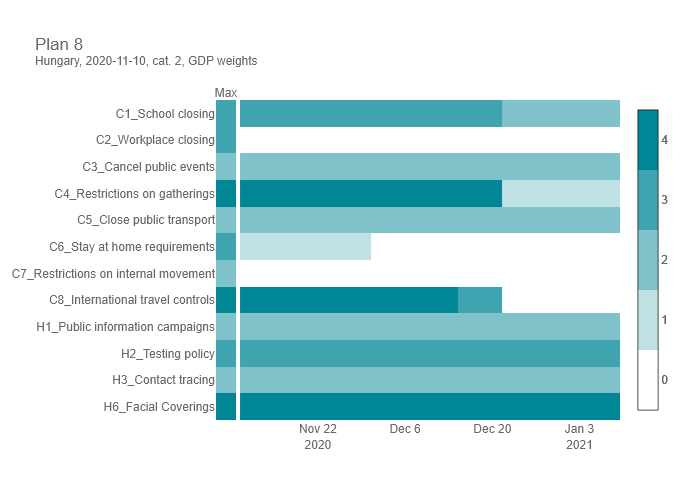 Plan 8
Hungary, 2020-11-10, cat. 2, GDP weights
Max
C1_School closing
C2_Workplace closing
C3_Cancel public events
C4_Restrictions on gatherings
C5_Close public transport
C6_Stay at home requirements
C7_Restrictions on internal movement
C8_International travel controls
H1_Public information campaigns
H2_Testing policy
H3_Contact tracing
H6_Facial Coverings
4
3
2
1
0
Nov 22 Dec 6 Dec 20 Jan 3
2020 2021